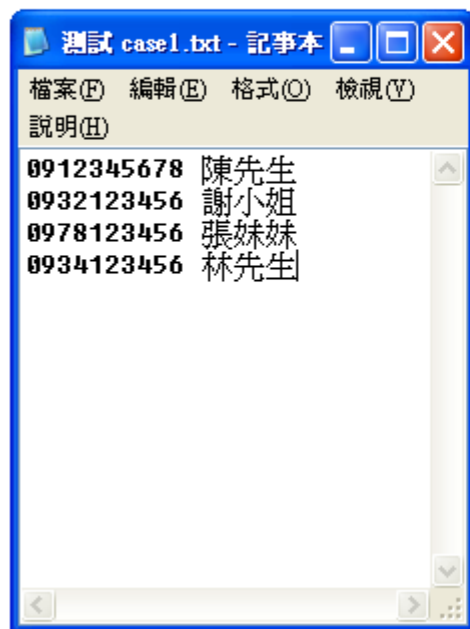 測試 case1.txt - 記事本
檔案(F) 編輯(E) 格式(O) 檢視(V)
說明(H)
0912345678 陳先生
0932123456 謝小姐
0978123456 張妹妹
0934123456 林先生